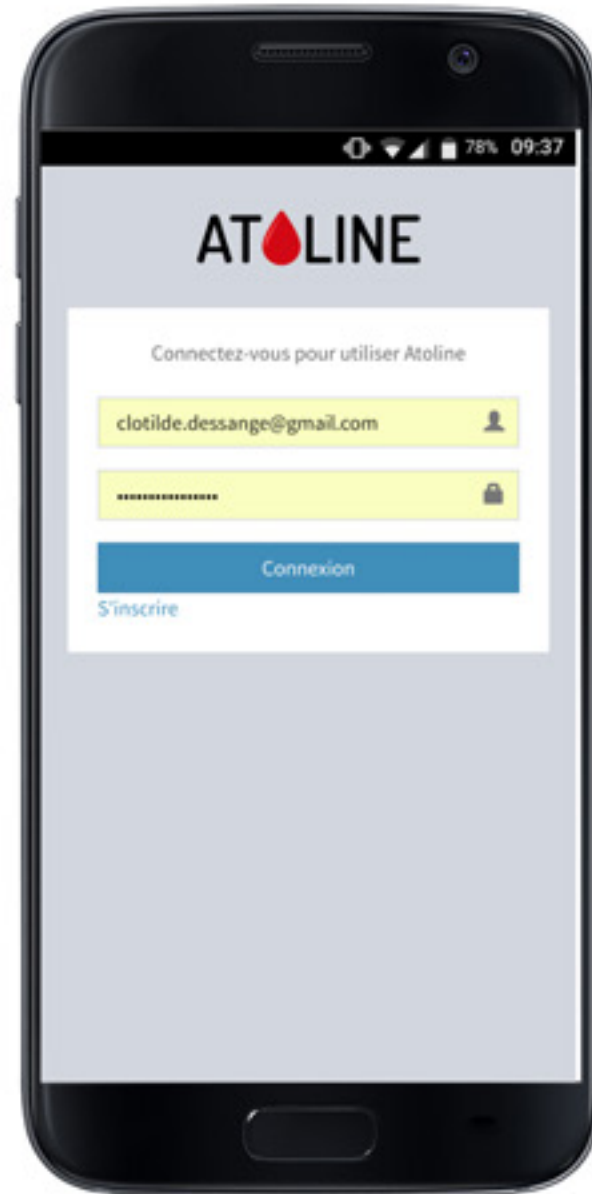 78% 09:37
ATOLINE
Connectez-vous pour utiliser Atoline
clotilde.dessange@gmail.com
••••••••••••••••
Connexion
S'inscrire